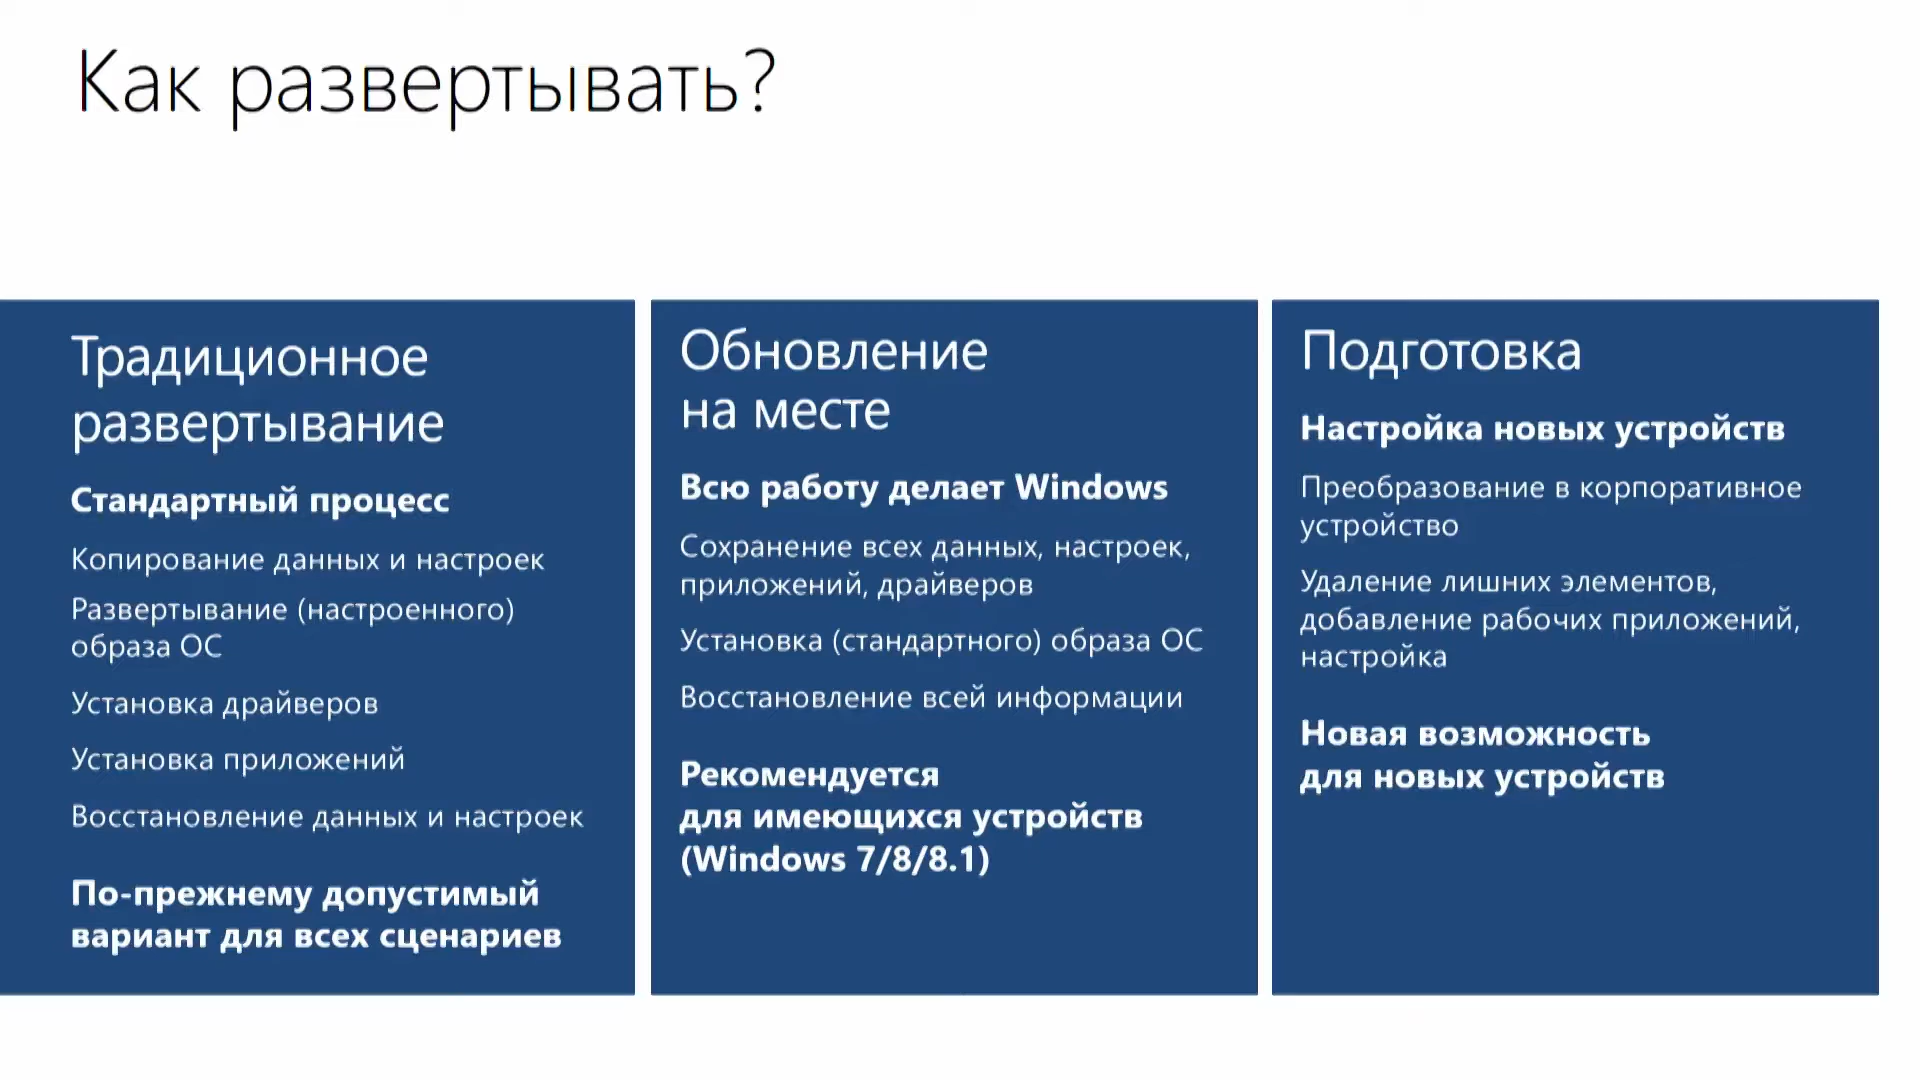 Как развертывать?
Традиционное
развертывание
Стандартный процесс
Копирование данных и настроек
Развертывание (настроенного)
образа ОС
Установка драйверов
Установка приложений
Восстановление данных и настроек
По-прежнему допустимый
вариант для всех сценариев
Обновление
на месте
Всю работу делает Windows
Сохранение всех данных, настроек,
приложений, драйверов
Установка (стандартного) образа ОС
Восстановление всей информации
Рекомендуется
для имеющихся устройств
(Windows 7/8/8.1)
Подготовка
Настройка новых устройств
Преобразование в корпоративное
устройство
Удаление лишних элементов,
добавление рабочих приложений,
настройка
Новая возможность
для новых устройств